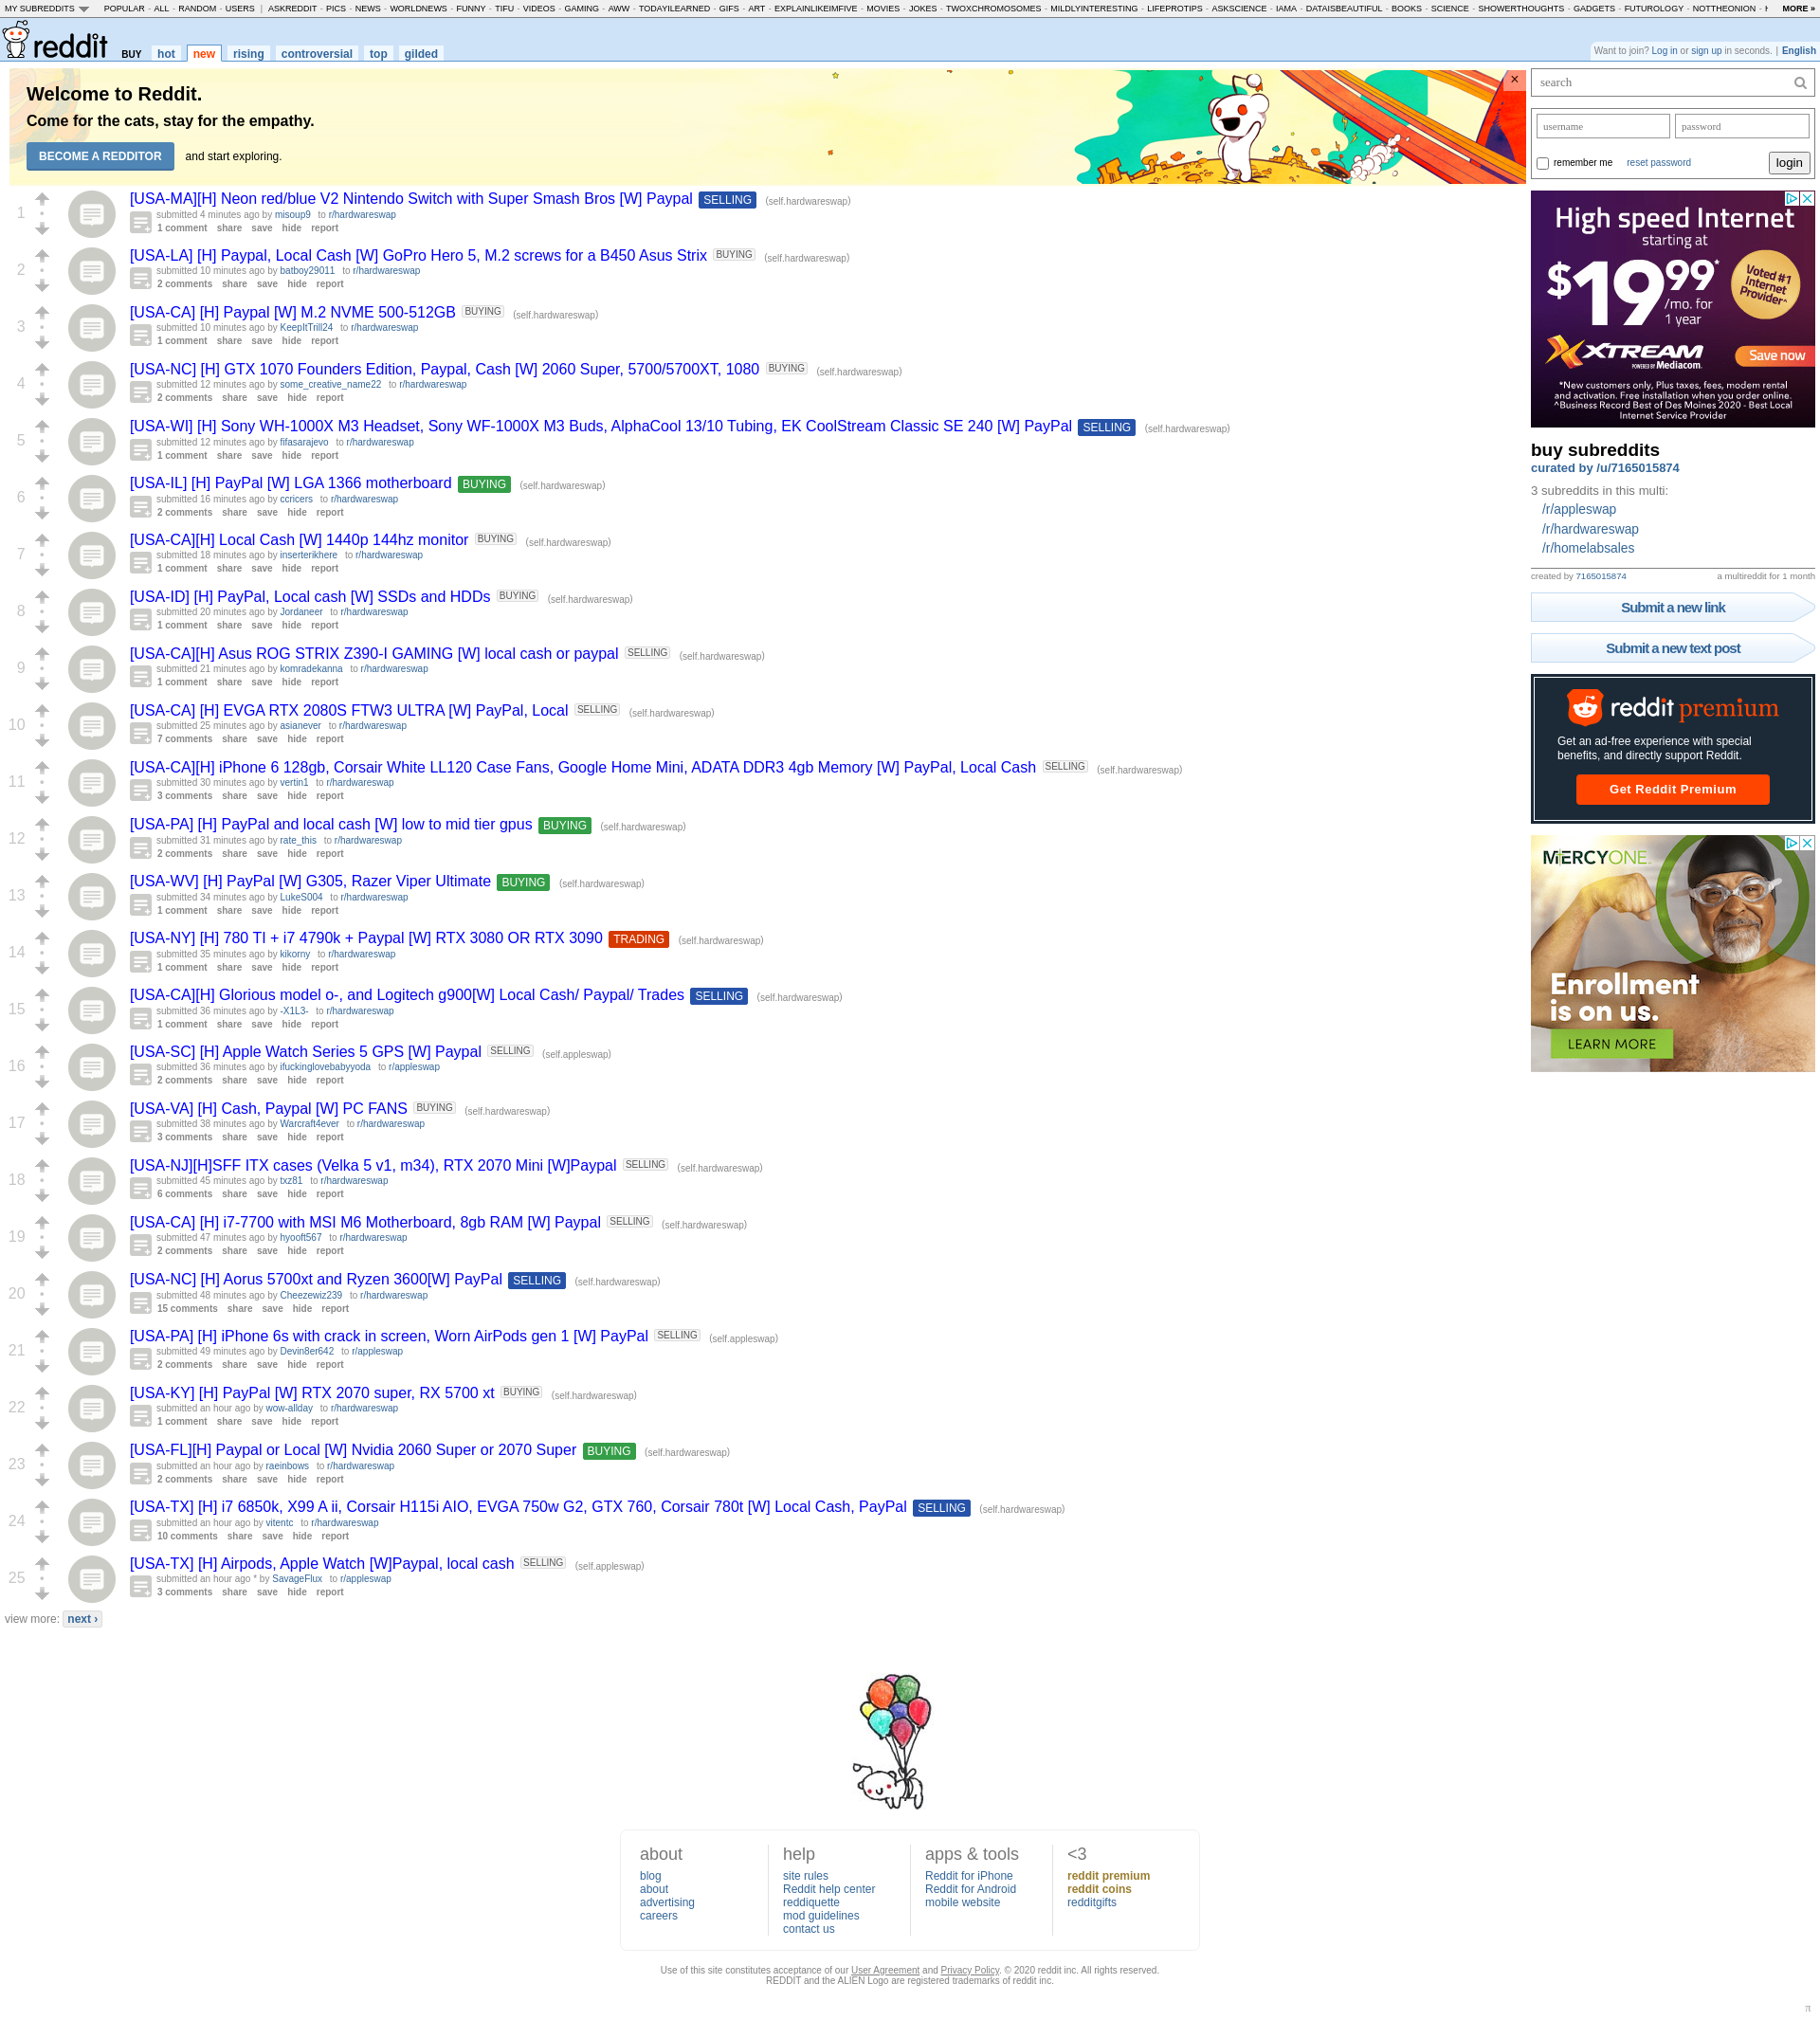 MY SUBREDDITS POPULAR - ALL - RANDOM - USERS | ASKREDDIT - PICS - NEWS - WORLDNEWS - FUNNY - TIFU - VIDEOS - GAMING - AWW - TODAYILEARNED - GIFS - ART - EXPLAINLIKEIMFIVE - MOVIES - JOKES - TWOXCHROMOSOMES - MILDLYINTERESTING - LIFEPROTIPS - ASKSCIENCE - IAMA - DATAISBEAUTIFUL - BOOKS - SCIENCE - SHOWERTHOUGHTS - GADGETS - FUTUROLOGY - NOTTHEONION - MORE »
reddit BUY hot new rising controversial top gilded
Want to join? Log in or sign up in seconds. | English
Welcome to Reddit.
Come for the cats, stay for the empathy.
BECOME A REDDITOR and start exploring.
×
1
[USA-MA][H] Neon red/blue V2 Nintendo Switch with Super Smash Bros [W] Paypal SELLING (self.hardwareswap)
submitted 4 minutes ago by misoup9 to r/hardwareswap
1 comment share save hide report
2
[USA-LA] [H] Paypal, Local Cash [W] GoPro Hero 5, M.2 screws for a B450 Asus Strix BUYING (self.hardwareswap)
submitted 10 minutes ago by batboy29011 to r/hardwareswap
2 comments share save hide report
3
[USA-CA] [H] Paypal [W] M.2 NVME 500-512GB BUYING (self.hardwareswap)
submitted 10 minutes ago by KeepItTrill24 to r/hardwareswap
1 comment share save hide report
4
[USA-NC] [H] GTX 1070 Founders Edition, Paypal, Cash [W] 2060 Super, 5700/5700XT, 1080 BUYING (self.hardwareswap)
submitted 12 minutes ago by some_creative_name22 to r/hardwareswap
2 comments share save hide report
5
[USA-WI] [H] Sony WH-1000X M3 Headset, Sony WF-1000X M3 Buds, AlphaCool 13/10 Tubing, EK CoolStream Classic SE 240 [W] PayPal SELLING (self.hardwareswap)
submitted 12 minutes ago by fifasarajevo to r/hardwareswap
1 comment share save hide report
6
[USA-IL] [H] PayPal [W] LGA 1366 motherboard BUYING (self.hardwareswap)
submitted 16 minutes ago by ccricers to r/hardwareswap
2 comments share save hide report
7
[USA-CA][H] Local Cash [W] 1440p 144hz monitor BUYING (self.hardwareswap)
submitted 18 minutes ago by inserterikhere to r/hardwareswap
1 comment share save hide report
8
[USA-ID] [H] PayPal, Local cash [W] SSDs and HDDs BUYING (self.hardwareswap)
submitted 20 minutes ago by Jordaneer to r/hardwareswap
1 comment share save hide report
9
[USA-CA][H] Asus ROG STRIX Z390-I GAMING [W] local cash or paypal SELLING (self.hardwareswap)
submitted 21 minutes ago by komradekanna to r/hardwareswap
1 comment share save hide report
10
[USA-CA] [H] EVGA RTX 2080S FTW3 ULTRA [W] PayPal, Local SELLING (self.hardwareswap)
submitted 25 minutes ago by asianever to r/hardwareswap
7 comments share save hide report
11
[USA-CA][H] iPhone 6 128gb, Corsair White LL120 Case Fans, Google Home Mini, ADATA DDR3 4gb Memory [W] PayPal, Local Cash SELLING (self.hardwareswap)
submitted 30 minutes ago by vertin1 to r/hardwareswap
3 comments share save hide report
12
[USA-PA] [H] PayPal and local cash [W] low to mid tier gpus BUYING (self.hardwareswap)
submitted 31 minutes ago by rate_this to r/hardwareswap
2 comments share save hide report
13
[USA-WV] [H] PayPal [W] G305, Razer Viper Ultimate BUYING (self.hardwareswap)
submitted 34 minutes ago by LukeS004 to r/hardwareswap
1 comment share save hide report
14
[USA-NY] [H] 780 TI + i7 4790k + Paypal [W] RTX 3080 OR RTX 3090 TRADING (self.hardwareswap)
submitted 35 minutes ago by kikorny to r/hardwareswap
1 comment share save hide report
15
[USA-CA][H] Glorious model o-, and Logitech g900[W] Local Cash/ Paypal/ Trades SELLING (self.hardwareswap)
submitted 36 minutes ago by -X1L3- to r/hardwareswap
1 comment share save hide report
16
[USA-SC] [H] Apple Watch Series 5 GPS [W] Paypal SELLING (self.appleswap)
submitted 36 minutes ago by ifuckinglovebabyyoda to r/appleswap
2 comments share save hide report
17
[USA-VA] [H] Cash, Paypal [W] PC FANS BUYING (self.hardwareswap)
submitted 38 minutes ago by Warcraft4ever to r/hardwareswap
3 comments share save hide report
18
[USA-NJ][H]SFF ITX cases (Velka 5 v1, m34), RTX 2070 Mini [W]Paypal SELLING (self.hardwareswap)
submitted 45 minutes ago by txz81 to r/hardwareswap
6 comments share save hide report
19
[USA-CA] [H] i7-7700 with MSI M6 Motherboard, 8gb RAM [W] Paypal SELLING (self.hardwareswap)
submitted 47 minutes ago by hyooft567 to r/hardwareswap
2 comments share save hide report
20
[USA-NC] [H] Aorus 5700xt and Ryzen 3600[W] PayPal SELLING (self.hardwareswap)
submitted 48 minutes ago by Cheezewiz239 to r/hardwareswap
15 comments share save hide report
21
[USA-PA] [H] iPhone 6s with crack in screen, Worn AirPods gen 1 [W] PayPal SELLING (self.appleswap)
submitted 49 minutes ago by Devin8er642 to r/appleswap
2 comments share save hide report
22
[USA-KY] [H] PayPal [W] RTX 2070 super, RX 5700 xt BUYING (self.hardwareswap)
submitted an hour ago by wow-allday to r/hardwareswap
1 comment share save hide report
23
[USA-FL][H] Paypal or Local [W] Nvidia 2060 Super or 2070 Super BUYING (self.hardwareswap)
submitted an hour ago by raeinbows to r/hardwareswap
2 comments share save hide report
24
[USA-TX] [H] i7 6850k, X99 A ii, Corsair H115i AIO, EVGA 750w G2, GTX 760, Corsair 780t [W] Local Cash, PayPal SELLING (self.hardwareswap)
submitted an hour ago by vitentc to r/hardwareswap
10 comments share save hide report
25
[USA-TX] [H] Airpods, Apple Watch [W]Paypal, local cash SELLING (self.appleswap)
submitted an hour ago * by SavageFlux to r/appleswap
3 comments share save hide report
view more: next ›
search
username password
remember me reset password login
High speed Internet
starting at
$19.99*
/mo. for
1 year
Voted #1
Internet
Provider^
XTREAM
POWERED BY Mediacom
Save now
*New customers only, Plus taxes, fees, modem rental
and activation. Free installation when you order online.
^Business Record Best of Des Moines 2020 - Best Local
Internet Service Provider
buy subreddits
curated by /u/7165015874
3 subreddits in this multi:
/r/appleswap
/r/hardwareswap
/r/homelabsales
created by 7165015874 a multireddit for 1 month
Submit a new link
Submit a new text post
reddit premium
Get an ad-free experience with special
benefits, and directly support Reddit.
Get Reddit Premium
MERCYONE
Enrollment
is on us.
LEARN MORE
about
blog
about
advertising
careers
help
site rules
Reddit help center
reddiquette
mod guidelines
contact us
apps & tools
Reddit for iPhone
Reddit for Android
mobile website
<3
reddit premium
reddit coins
redditgifts
Use of this site constitutes acceptance of our User Agreement and Privacy Policy. © 2020 reddit inc. All rights reserved.
REDDIT and the ALIEN Logo are registered trademarks of reddit inc.
π